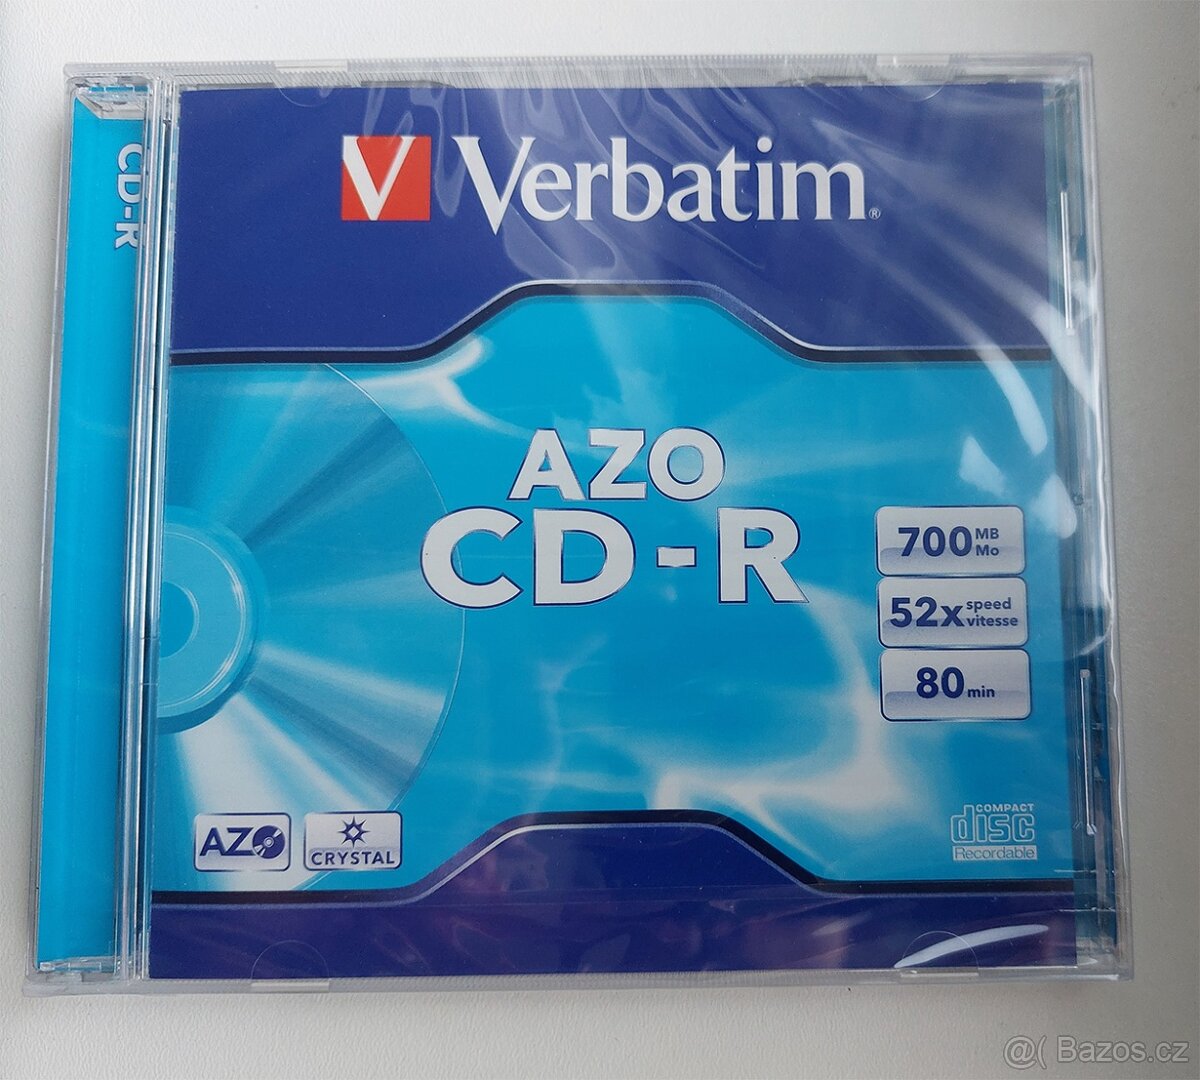 CD-R
V Verbatim®
AZO
CD-R
700 MB
Mo
52x speed
vitesse
80 min
AZO
CRYSTAL
COMPACT
disc
Recordable
@( Bazos.cz